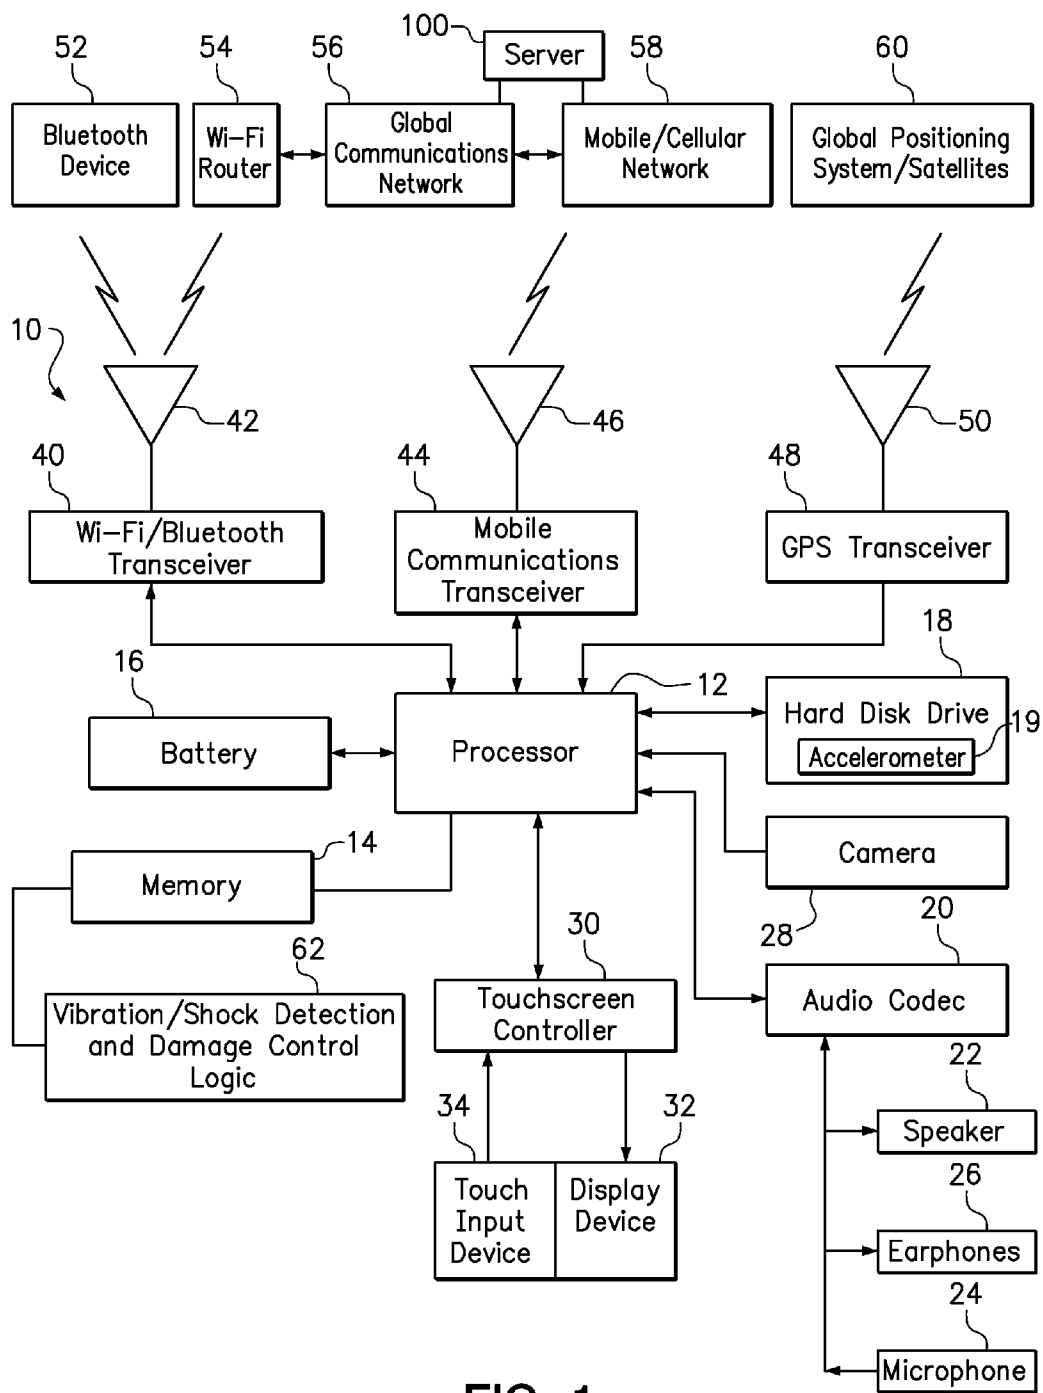 100
Server
52
54
56
58
60
Bluetooth
Device
Wi-Fi
Router
Global
Communications
Network
Mobile/Cellular
Network
Global Positioning
System/Satellites
10
42
46
50
40
44
48
Wi-Fi/Bluetooth
Transceiver
Mobile
Communications
Transceiver
GPS Transceiver
16
12
18
Battery
Processor
Hard Disk Drive
19
Accelerometer
14
Memory
Camera
28
62
30
20
Vibration/Shock Detection
and Damage Control
Logic
Touchscreen
Controller
Audio Codec
34
32
22
Speaker
Touch
Input
Device
Display
Device
26
Earphones
24
Microphone
FIG. 1